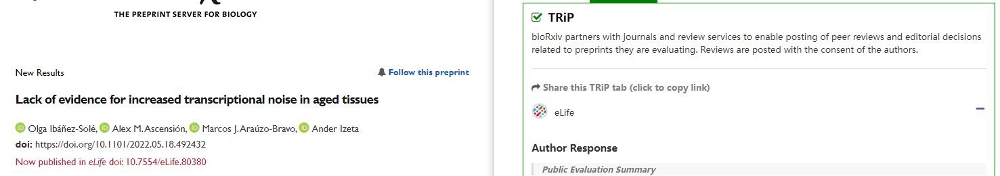 THE PREPRINT SERVER FOR BIOLOGY
New Results
Follow this preprint
Lack of evidence for increased transcriptional noise in aged tissues
Olga Ibáñez-Solé, Alex M. Ascensión, Marcos J. Araúzo-Bravo, Ander Izeta
doi: https://doi.org/10.1101/2022.05.18.492432
Now published in eLife doi: 10.7554/eLife.80380
TRiP
bioRxiv partners with journals and review services to enable posting of peer reviews and editorial decisions
related to preprints they are evaluating. Reviews are posted with the consent of the authors.
Share this TRiP tab (click to copy link)
eLife
Author Response
Public Evaluation Summary